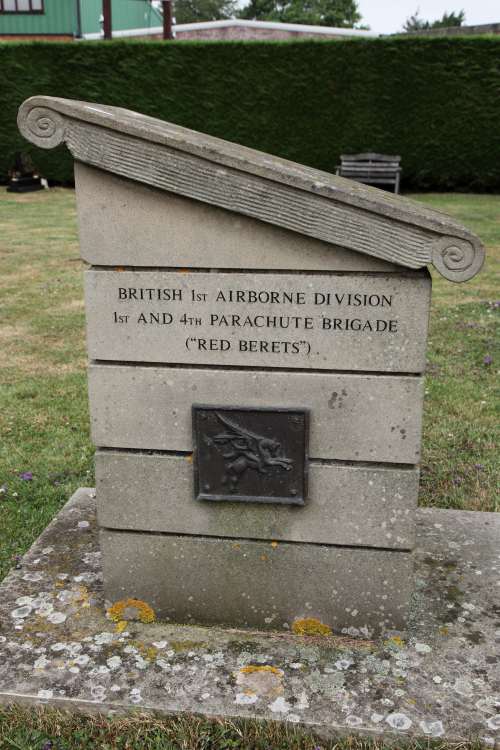 BRITISH 1ST AIRBORNE DIVISION
1ST AND 4TH PARACHUTE BRIGADE
("RED BERETS")